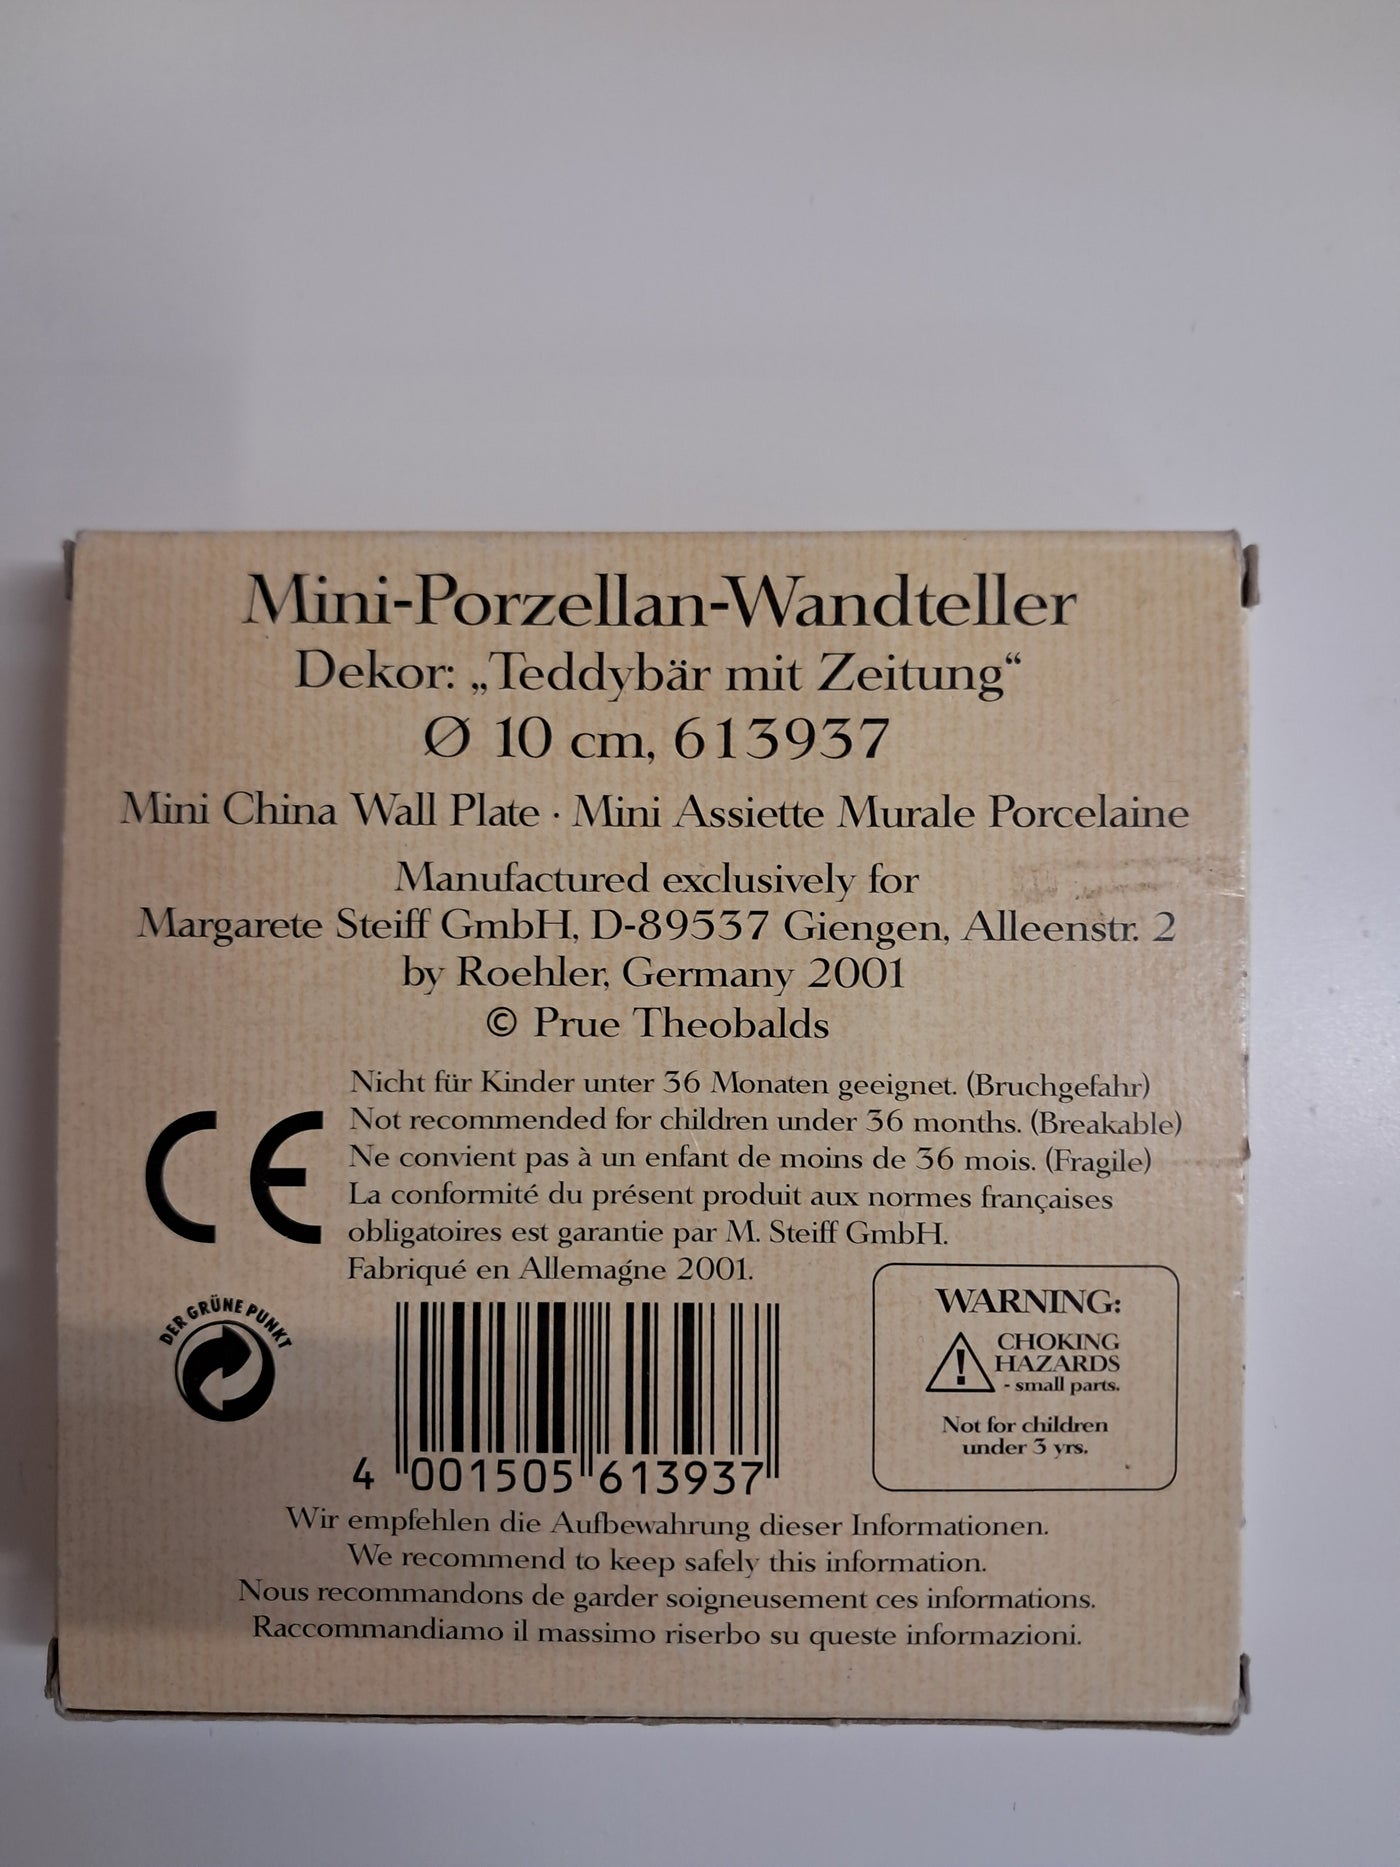 Mini-Porzellan-Wandteller
Dekor: „Teddybär mit Zeitung“
Ø 10 cm, 613937
Mini China Wall Plate · Mini Assiette Murale Porcelaine
Manufactured exclusively for
Margarete Steiff GmbH, D-89537 Giengen, Alleenstr. 2
by Roehler, Germany 2001
© Prue Theobalds
Nicht für Kinder unter 36 Monaten geeignet. (Bruchgefahr)
Not recommended for children under 36 months. (Breakable)
Ne convient pas à un enfant de moins de 36 mois. (Fragile)
La conformité du présent produit aux normes françaises
obligatoires est garantie par M. Steiff GmbH.
Fabriqué en Allemagne 2001.
CE
DER GRÜNE PUNKT
4 001505 613937
WARNING:
CHOKING
HAZARDS
- small parts.
Not for children
under 3 yrs.
Wir empfehlen die Aufbewahrung dieser Informationen.
We recommend to keep safely this information.
Nous recommandons de garder soigneusement ces informations.
Raccommandiamo il massimo riserbo su queste informazioni.